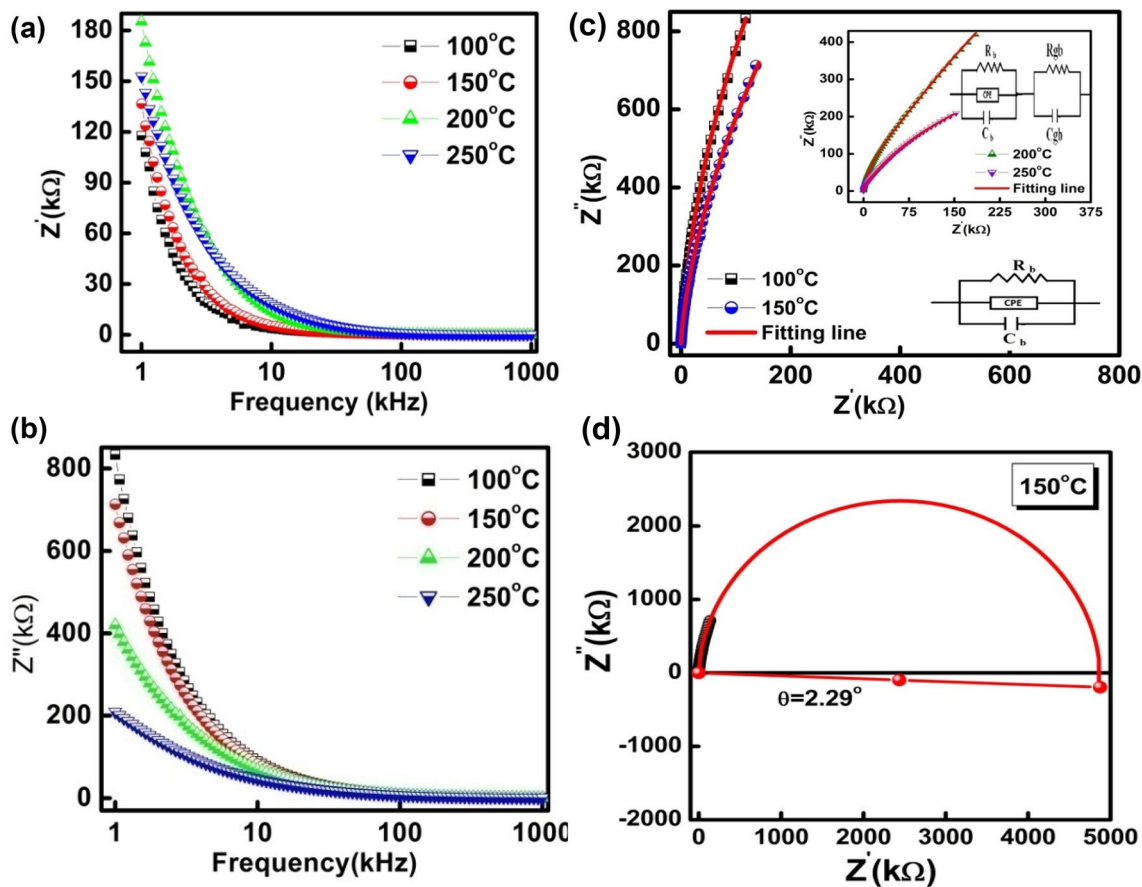 (a)
180
150
120
90
60
30
0
Z'(kΩ)
100°C
150°C
200°C
250°C
1
10
100
1000
Frequency (kHz)
(b)
800
600
400
200
0
Z"(kΩ)
100°C
150°C
200°C
250°C
1
10
100
1000
Frequency(kHz)
(c)
800
600
400
200
0
Z"(kΩ)
100°C
150°C
Fitting line
0
200
400
600
800
Z'(kΩ)
400
300
200
100
0
Z'(kΩ)
R b
CPE
C b
Rgb
Cgb
200°C
250°C
Fitting line
0
75
150
225
300
375
Z'(kΩ)
R b
CPE
C b
(d)
3000
2000
1000
0
-1000
-2000
Z"(kΩ)
150°C
θ=2.29°
0
1000
2000
3000
4000
5000
Z'(kΩ)